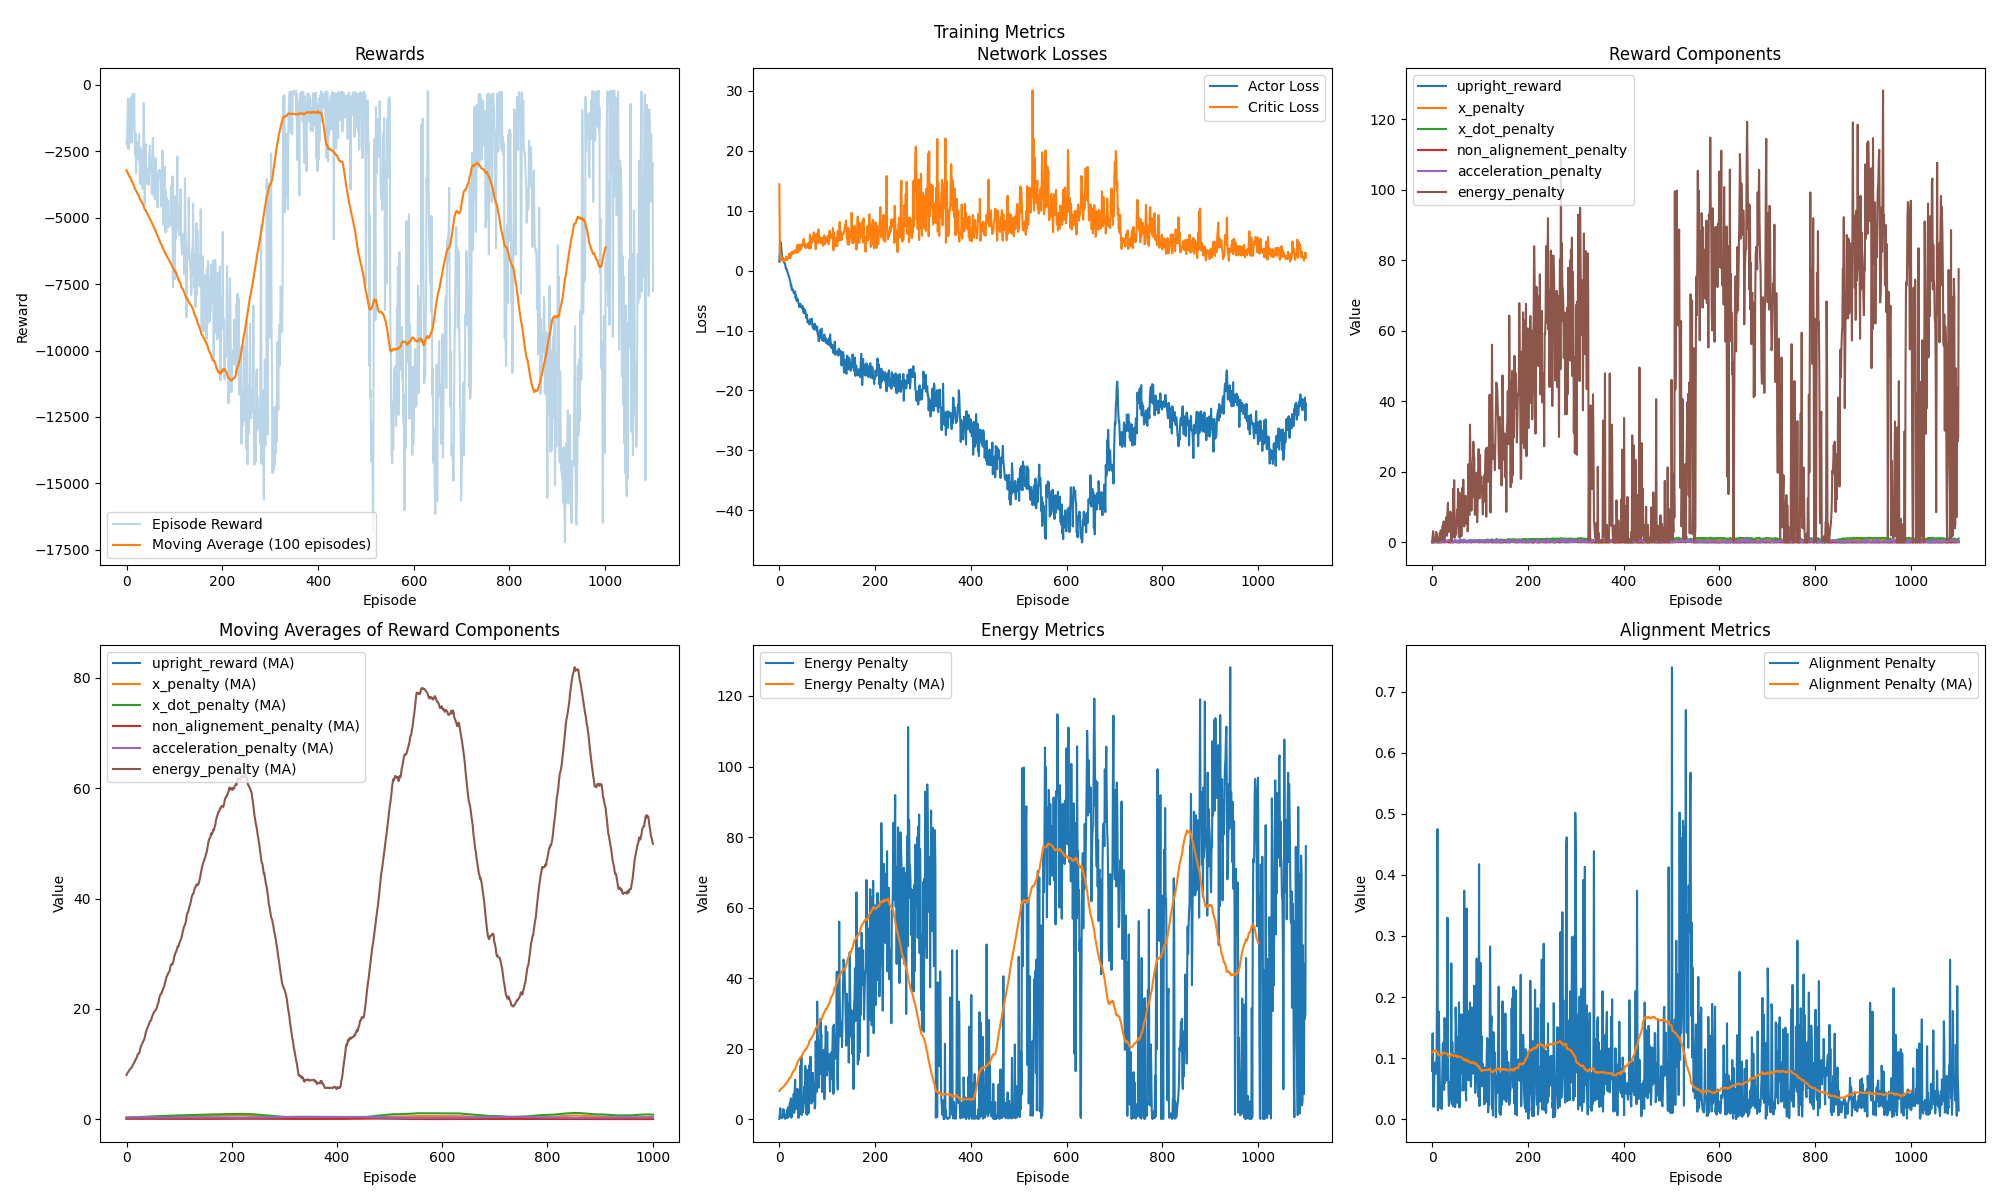 Training Metrics
Rewards
0
−2500
−5000
−7500
−10000
−12500
−15000
−17500
Reward
Episode Reward
Moving Average (100 episodes)
0 200 400 600 800 1000
Episode
Network Losses
30
20
10
0
−10
−20
−30
−40
Loss
Actor Loss
Critic Loss
0 200 400 600 800 1000
Episode
Reward Components
120
100
80
60
40
20
0
Value
upright_reward
x_penalty
x_dot_penalty
non_alignement_penalty
acceleration_penalty
energy_penalty
0 200 400 600 800 1000
Episode
Moving Averages of Reward Components
80
60
40
20
0
Value
upright_reward (MA)
x_penalty (MA)
x_dot_penalty (MA)
non_alignement_penalty (MA)
acceleration_penalty (MA)
energy_penalty (MA)
0 200 400 600 800 1000
Episode
Energy Metrics
120
100
80
60
40
20
0
Value
Energy Penalty
Energy Penalty (MA)
0 200 400 600 800 1000
Episode
Alignment Metrics
0.7
0.6
0.5
0.4
0.3
0.2
0.1
0.0
Value
Alignment Penalty
Alignment Penalty (MA)
0 200 400 600 800 1000
Episode